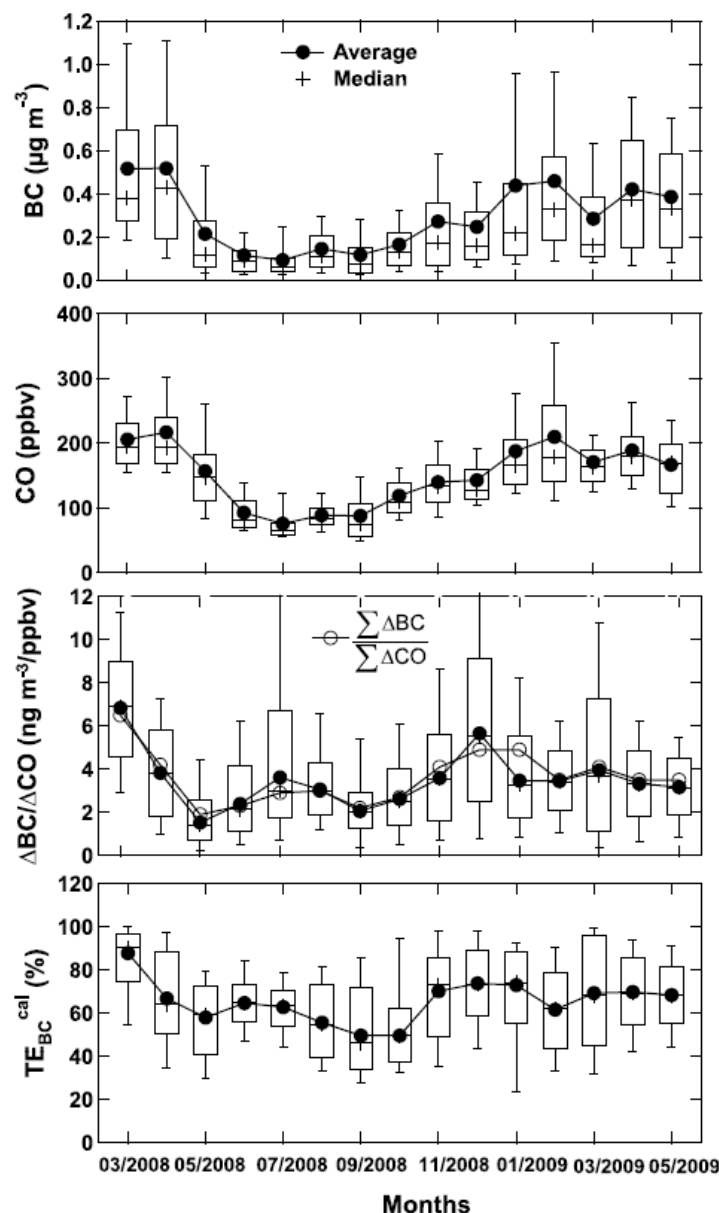 1.2
1.0
0.8
0.6
0.4
0.2
0.0
BC (µg m⁻³)
Average
Median
400
300
200
100
0
CO (ppbv)
12
10
8
6
4
2
0
ΔBC/ΔCO (ng m⁻³/ppbv)
∑ ΔBC
∑ ΔCO
120
100
80
60
40
20
0
TE_BC^cal (%)
03/2008 05/2008 07/2008 09/2008 11/2008 01/2009 03/2009 05/2009
Months